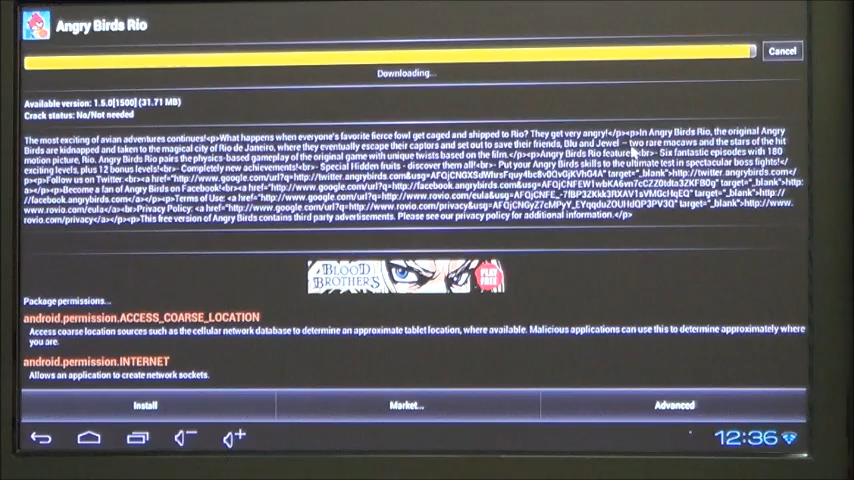 Angry Birds Rio
Cancel
Downloading...
Available version: 1.5.0[1500] (31.71 MB)
Crack status: No/Not needed
The most exciting of avian adventures continues!<p>What happens when everyone's favorite fierce fowl get caged and shipped to Rio? They get very angry!</p><p>In Angry Birds Rio, the original Angry
Birds are kidnapped and taken to the magical city of Rio de Janeiro, where they eventually escape their captors and set out to save their friends, Blu and Jewel – two rare macaws and the stars of the hit
motion picture, Rio. Angry Birds Rio pairs the physics-based gameplay of the original game with unique twists based on the film.</p><p>Angry Birds Rio features:<br>- Six fantastic episodes with 180
exciting levels, plus 12 bonus levels!<br>- Completely new achievements!<br>- Special Hidden fruits - discover them all!<br>- Put your Angry Birds skills to the ultimate test in spectacular boss fights!</
p><p>Follow us on Twitter:<br><a href="http://www.google.com/url?q=http://twitter.angrybirds.com&usg= target="_blank">http://twitter.angrybirds.com</
a></p><p>Become a fan of Angry Birds on Facebook!<br><a href="http://www.google.com/url?q=http://facebook.angrybirds.com&usg= target="_blank">http:
//facebook.angrybirds.com</a></p><p>Terms of Use: <a href="http://www.google.com/url?q=http://www.rovio.com/eula&usg= target="_blank">http://
www.rovio.com/eula</a><br>Privacy Policy: <a href="http://www.google.com/url?q=http://www.rovio.com/privacy&usg= target="_blank">http://www.
rovio.com/privacy</a></p><p>This free version of Angry Birds contains third party advertisements. Please see our privacy policy for additional information.</p>
BLOOD
BROTHERS
PLAY
FREE
Package permissions...
android.permission.ACCESS_COARSE_LOCATION
Access coarse location sources such as the cellular network database to determine an approximate tablet location, where available. Malicious applications can use this to determine approximately where
you are.
android.permission.INTERNET
Allows an application to create network sockets.
Install
Market...
Advanced
12:36